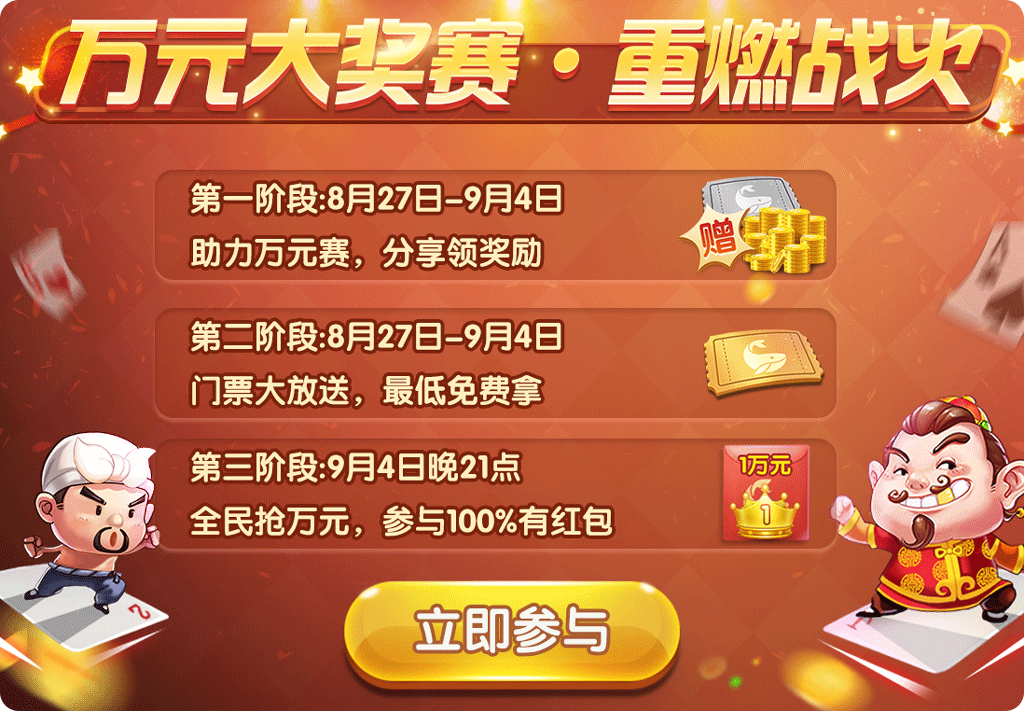 万元大奖赛·重燃战火
第一阶段:8月27日-9月4日
助力万元赛，分享领奖励
赠
第二阶段:8月27日-9月4日
门票大放送，最低免费拿
第三阶段:9月4日晚21点
全民抢万元，参与100%有红包
1万元
1
立即参与
2
1